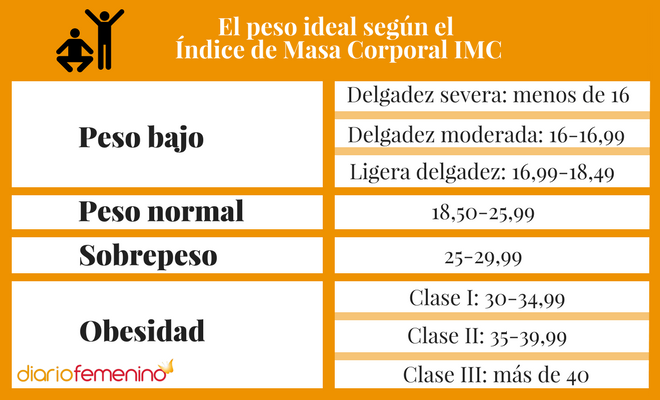 El peso ideal según el
Índice de Masa Corporal IMC
Peso bajo
Delgadez severa: menos de 16
Delgadez moderada: 16-16,99
Ligera delgadez: 16,99-18,49
Peso normal
18,50-25,99
Sobrepeso
25-29,99
Obesidad
Clase I: 30-34,99
Clase II: 35-39,99
Clase III: más de 40
diariofemenino